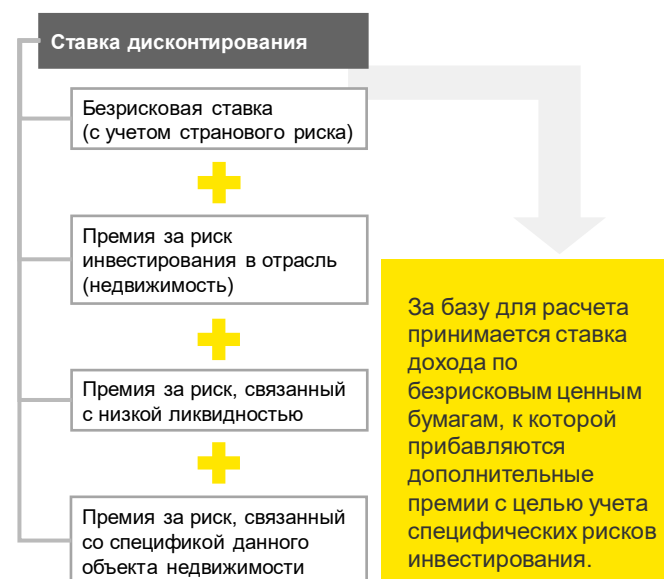 Ставка дисконтирования
Безрисковая ставка
(с учетом странового риска)
Премия за риск
инвестирования в отрасль
(недвижимость)
Премия за риск, связанный
с низкой ликвидностью
Премия за риск, связанный
со спецификой данного
объекта недвижимости
За базу для расчета
принимается ставка
дохода по
безрисковым ценным
бумагам, к которой
прибавляются
дополнительные
премии с целью учета
специфических рисков
инвестирования.